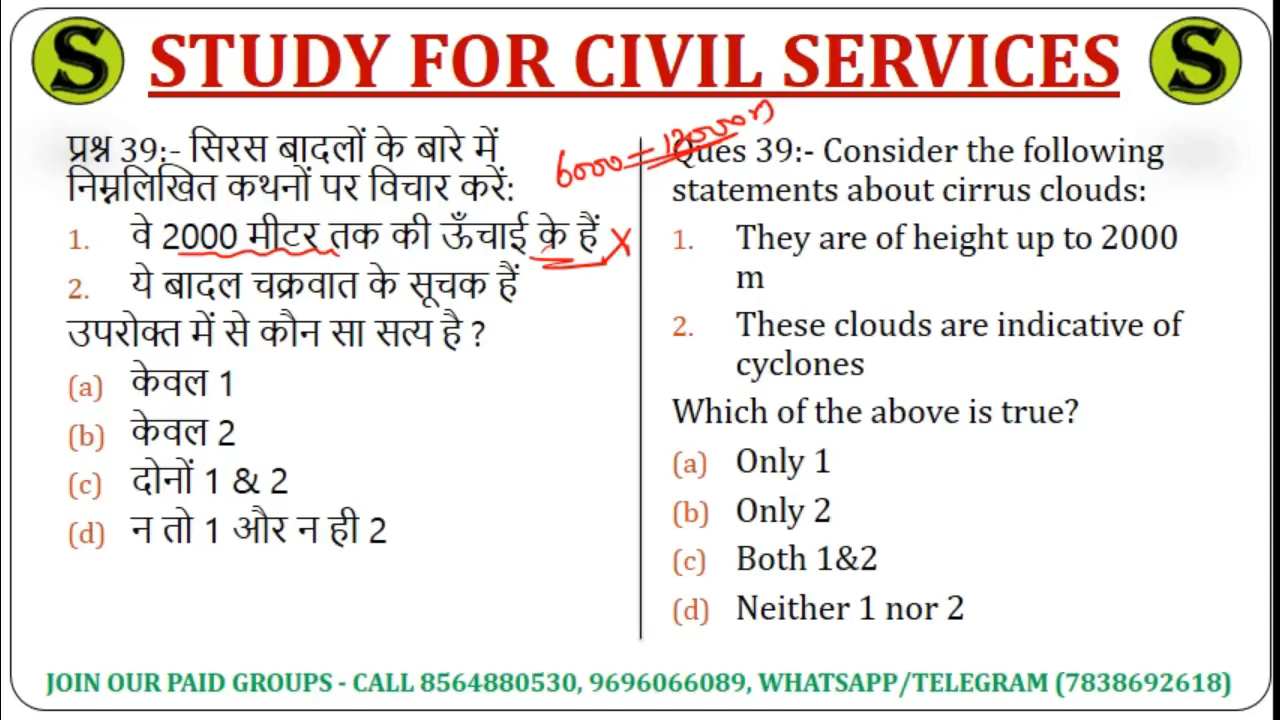 S STUDY FOR CIVIL SERVICES S
प्रश्न 39:- सिरस बादलों के बारे में
निम्नलिखित कथनों पर विचार करें:
1. वे 2000 मीटर तक की ऊँचाई के हैं X
2. ये बादल चक्रवात के सूचक हैं
उपरोक्त में से कौन सा सत्य है ?
(a) केवल 1
(b) केवल 2
(c) दोनों 1 & 2
(d) न तो 1 और न ही 2
6000 - 12000 m
Ques 39:- Consider the following
statements about cirrus clouds:
1. They are of height up to 2000
m
2. These clouds are indicative of
cyclones
Which of the above is true?
(a) Only 1
(b) Only 2
(c) Both 1&2
(d) Neither 1 nor 2
JOIN OUR PAID GROUPS - CALL 8564880530, 9696066089, WHATSAPP/TELEGRAM (7838692618)